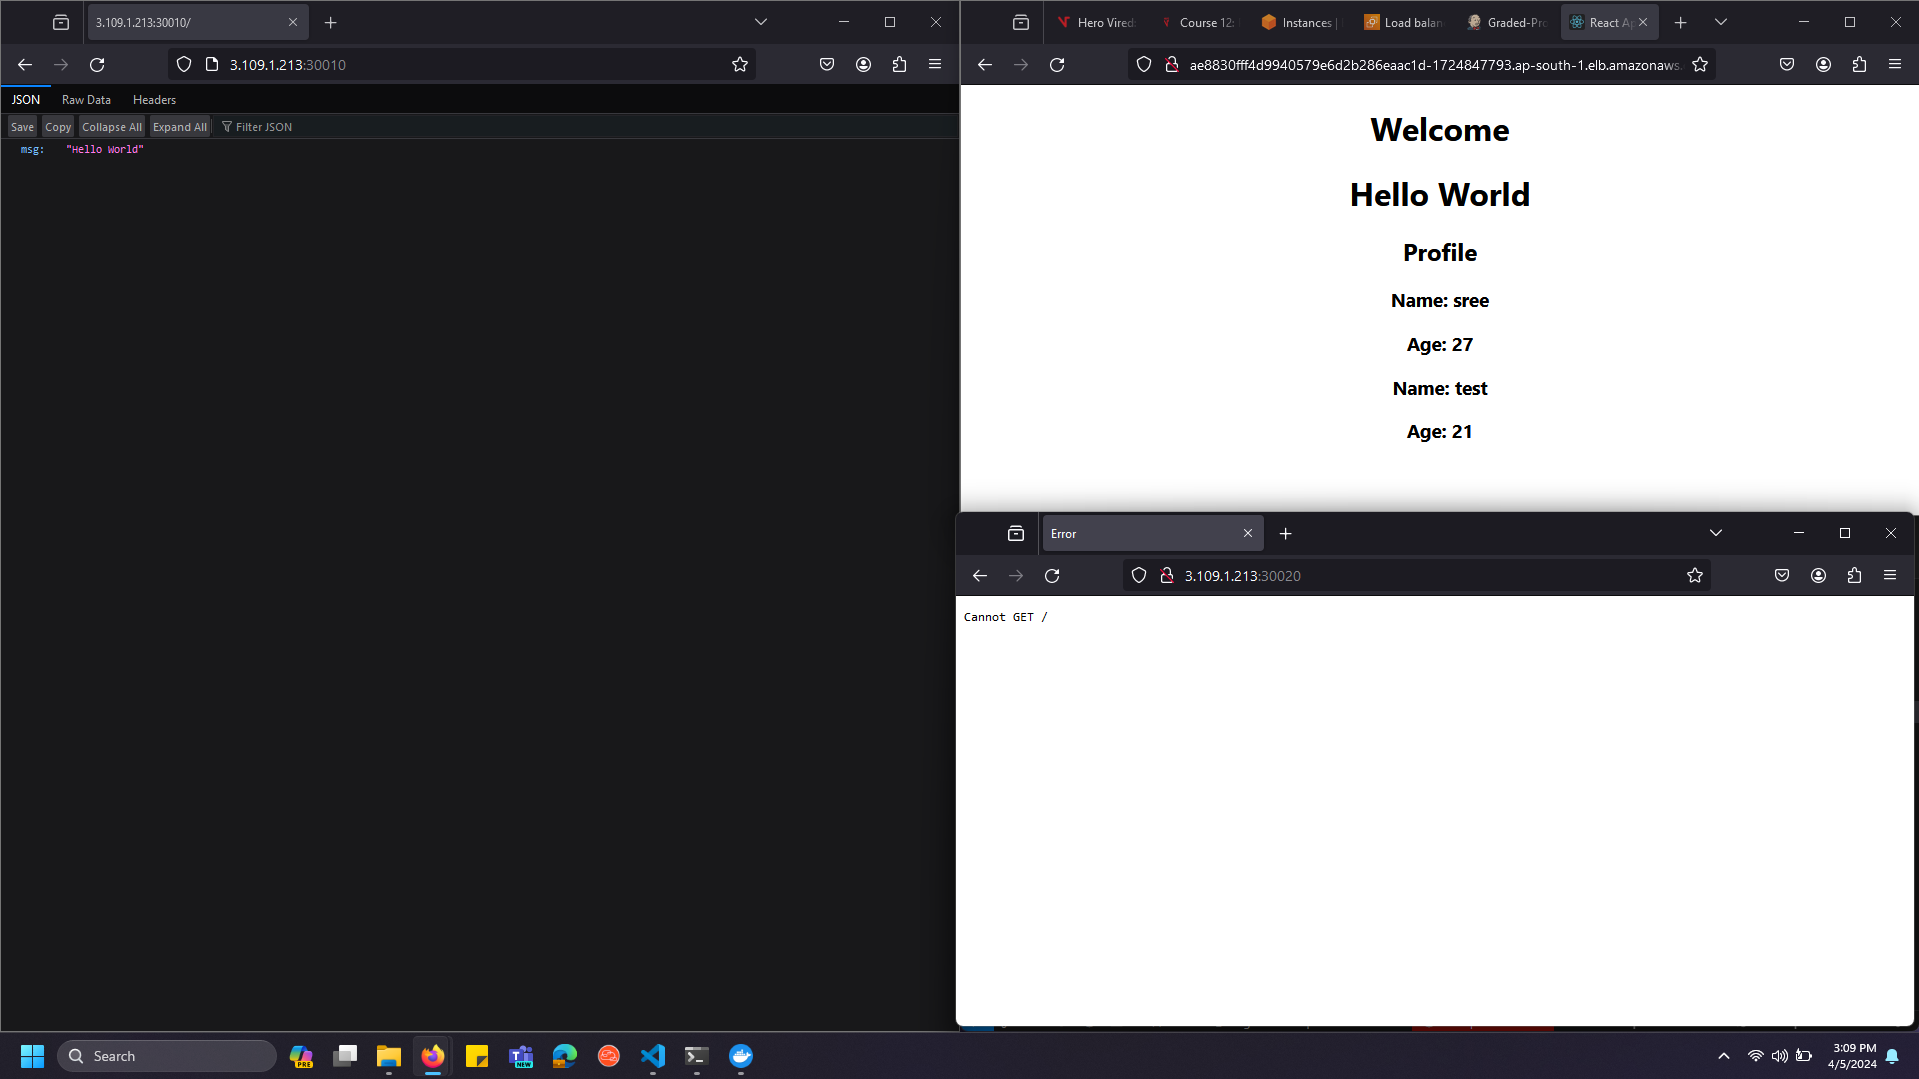 3.109.1.213:30010/
3.109.1.213:30010
JSON Raw Data Headers
Save Copy Collapse All Expand All Filter JSON
msg: "Hello World"
Hero Vired: Course 12: Instances | Load balan Graded-Pro React Ap
ae8830fff4d9940579e6d2b286eaac1d-1724847793.ap-south-1.elb.amazonaws.
Welcome
Hello World
Profile
Name: sree
Age: 27
Name: test
Age: 21
Error
3.109.1.213:30020
Cannot GET /
Search
PRE
NEW
3:09 PM
4/5/2024